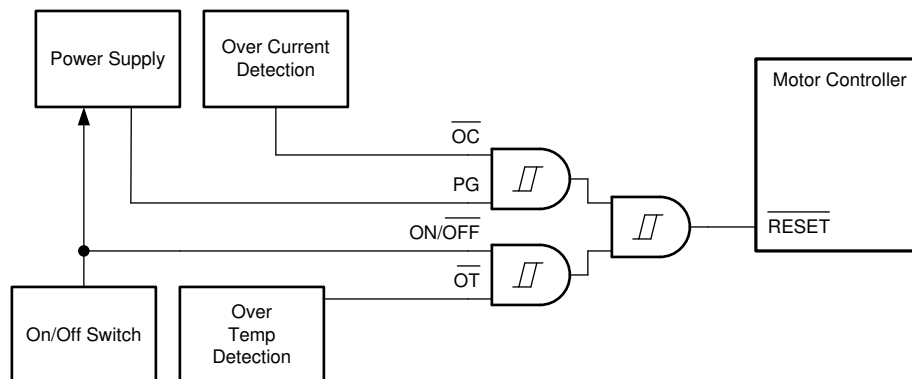 Power Supply
Over Current
Detection
Motor Controller
OC
PG
ON/OFF
OT
RESET
On/Off Switch
Over
Temp
Detection